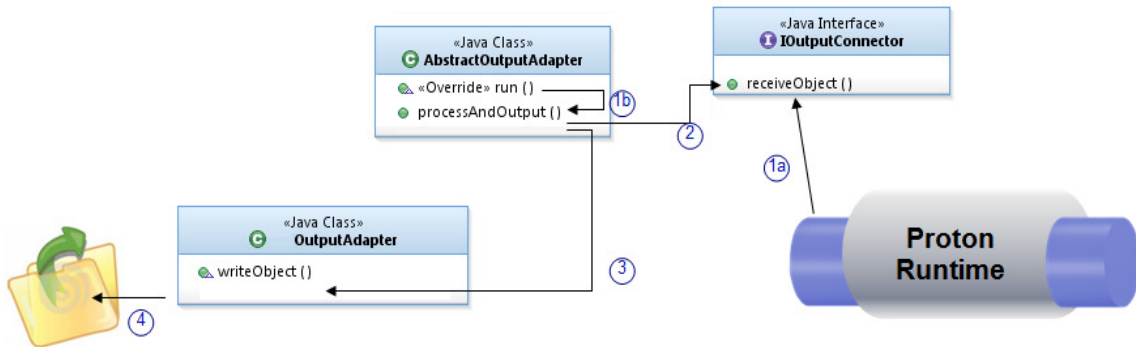 «Java Class»
C AbstractOutputAdapter
«Override» run ()
processAndOutput ()
1b
«Java Interface»
I IOutputConnector
receiveObject ()
2
1a
«Java Class»
C OutputAdapter
writeObject ()
3
4
Proton
Runtime